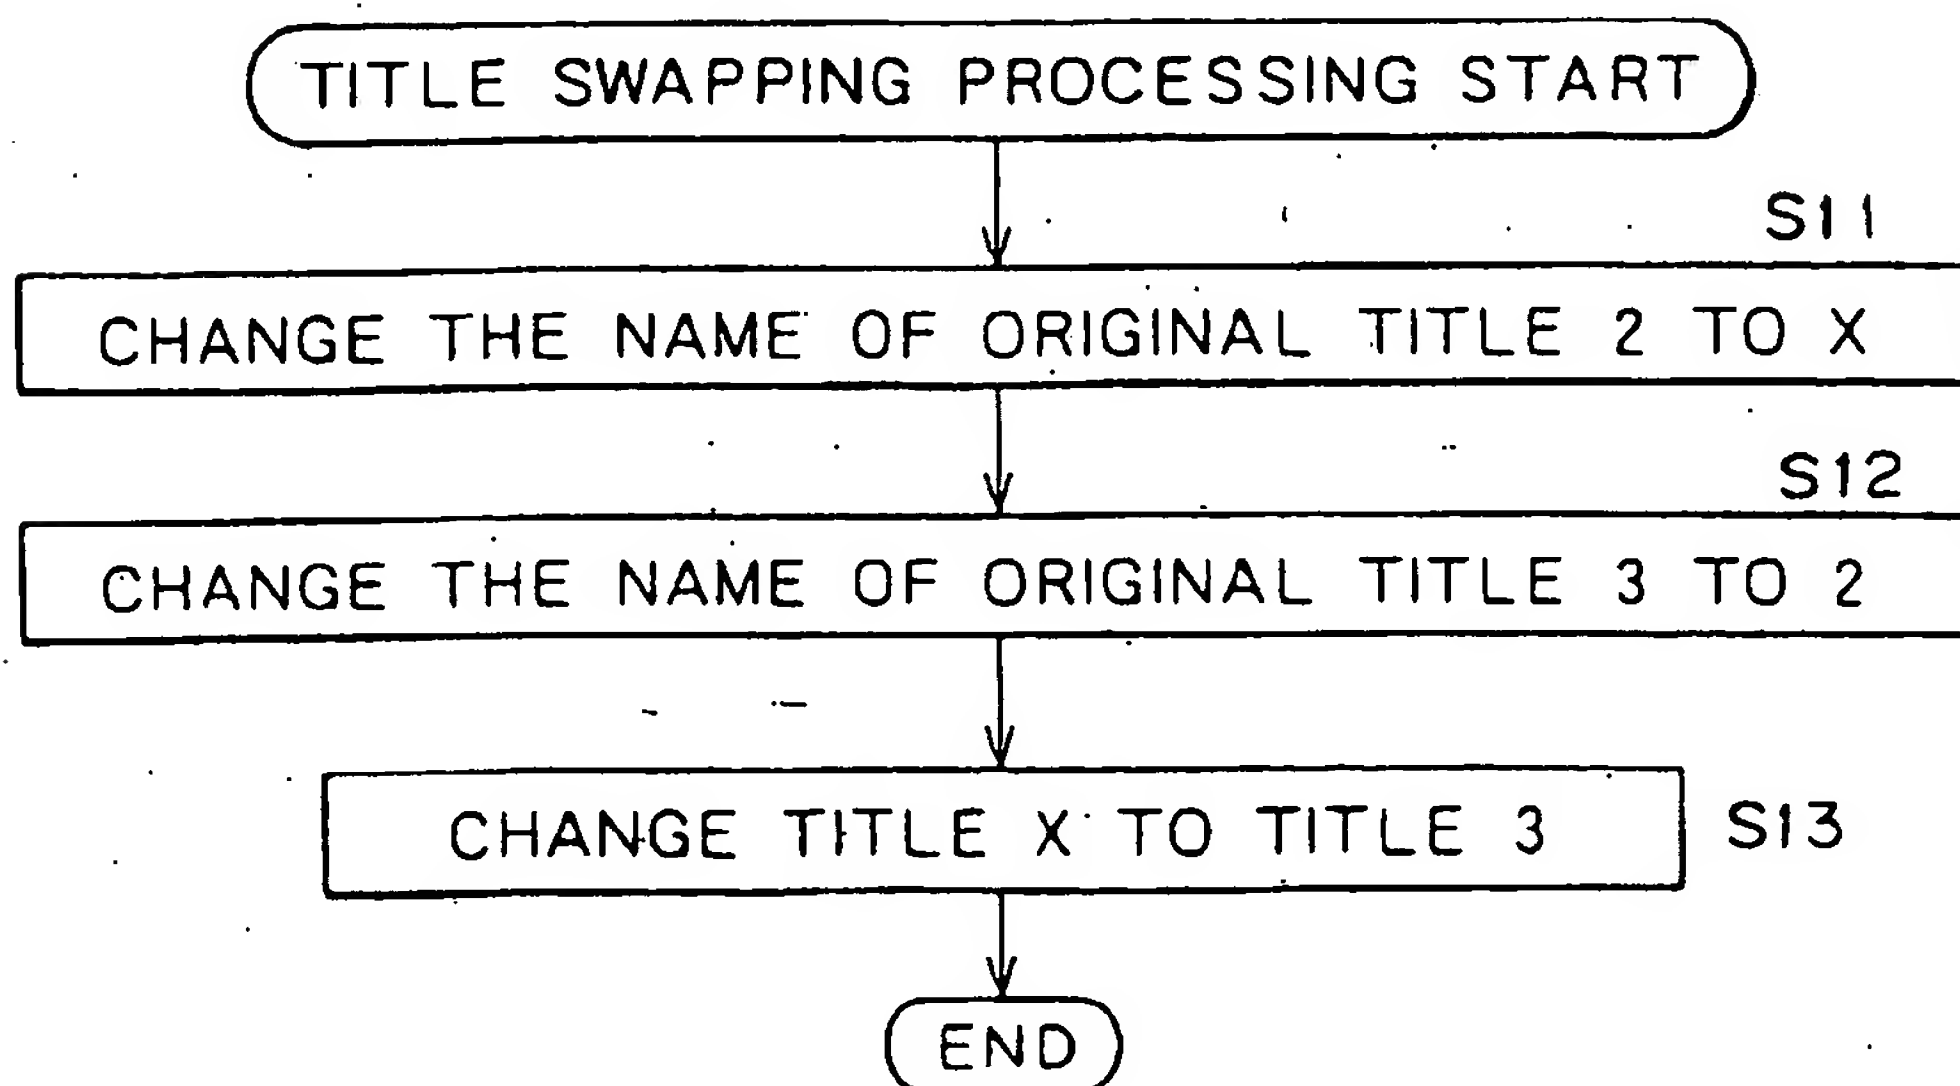 TITLE SWAPPING PROCESSING START
S11
CHANGE THE NAME OF ORIGINAL TITLE 2 TO X
S12
CHANGE THE NAME OF ORIGINAL TITLE 3 TO 2
CHANGE TITLE X TO TITLE 3 S13
END